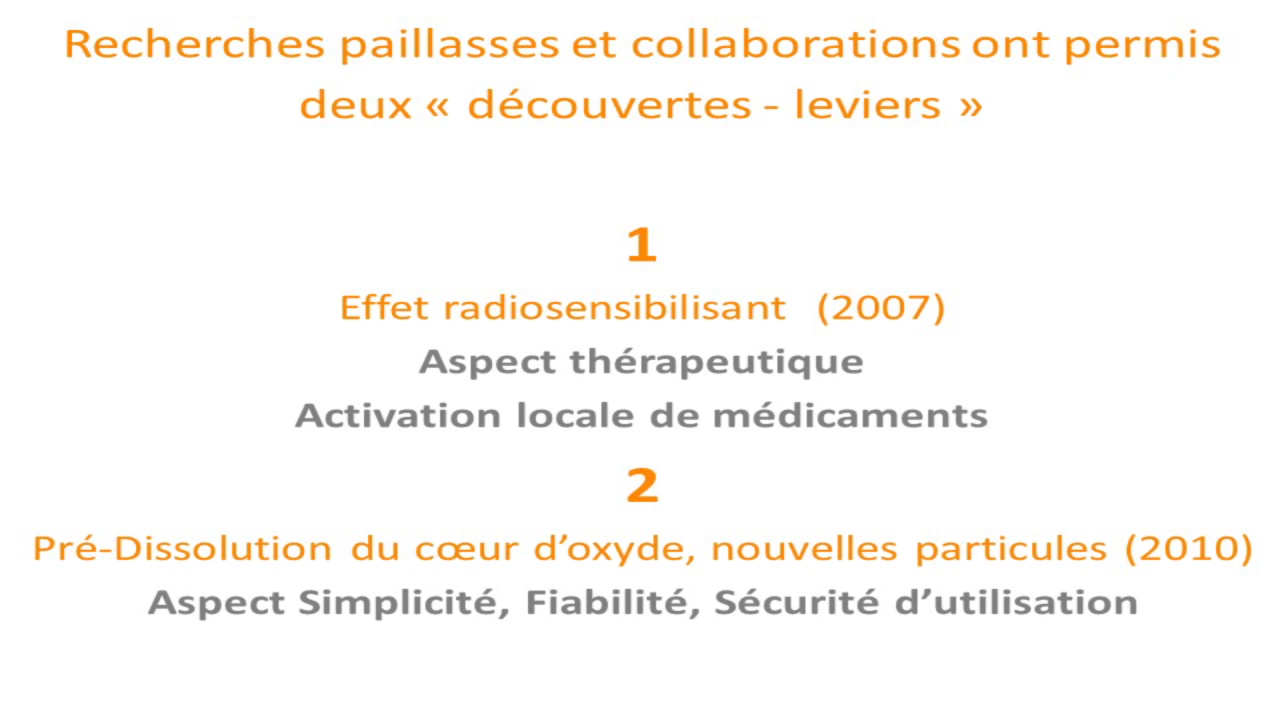 Recherches paillasses et collaborations ont permis
deux « découvertes - leviers »
1
Effet radiosensibilisant (2007)
Aspect thérapeutique
Activation locale de médicaments
2
Pré-Dissolution du cœur d’oxyde, nouvelles particules (2010)
Aspect Simplicité, Fiabilité, Sécurité d’utilisation